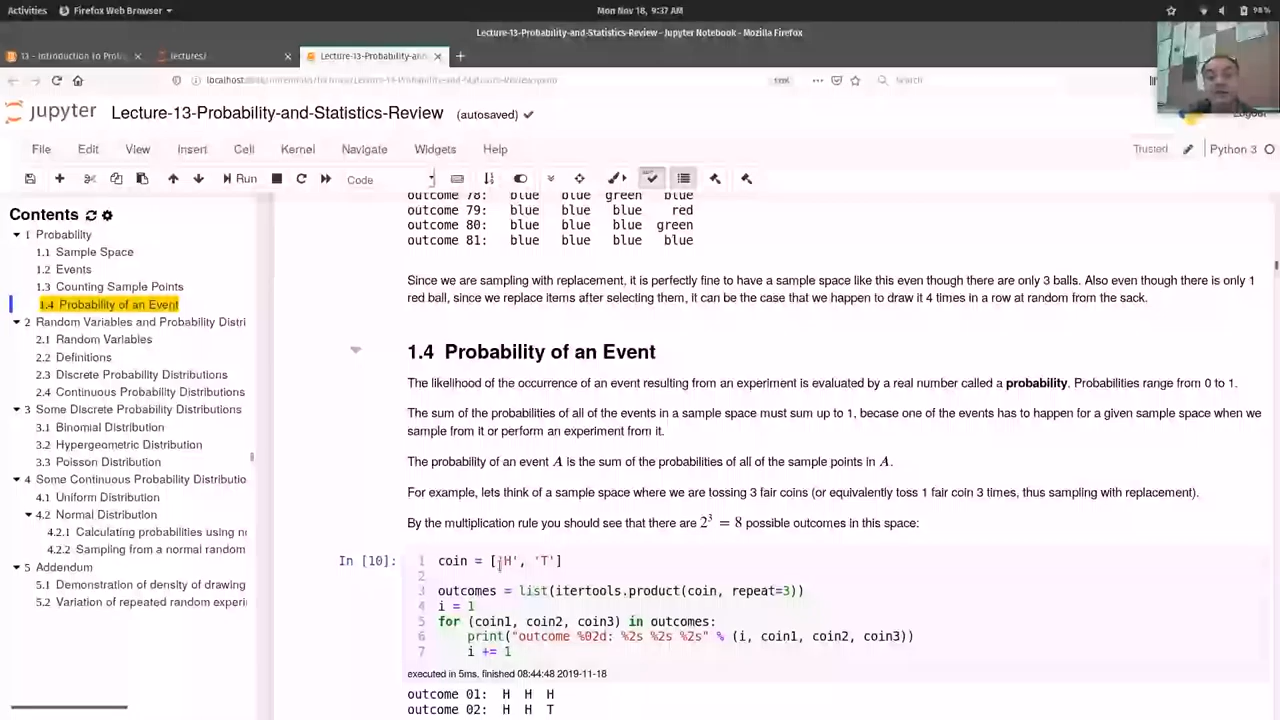 Activities Firefox Web Browser Mon Nov 18, 9:37 AM 98%
Lecture-13-Probability-and-Statistics-Review - Jupyter Notebook - Mozilla Firefox
13 - Introduction to Prob lectures/ Lecture-13-Probability-an
localhost Search
jupyter Lecture-13-Probability-and-Statistics-Review (autosaved) Logout
File Edit View Insert Cell Kernel Navigate Widgets Help Trusted Python 3
Run Code
Contents
1 Probability
1.1 Sample Space
1.2 Events
1.3 Counting Sample Points
1.4 Probability of an Event
2 Random Variables and Probability Distri
2.1 Random Variables
2.2 Definitions
2.3 Discrete Probability Distributions
2.4 Continuous Probability Distributions
3 Some Discrete Probability Distributions
3.1 Binomial Distribution
3.2 Hypergeometric Distribution
3.3 Poisson Distribution
4 Some Continuous Probability Distributio
4.1 Uniform Distribution
4.2 Normal Distribution
4.2.1 Calculating probabilities using n
4.2.2 Sampling from a normal random
5 Addendum
5.1 Demonstration of density of drawing
5.2 Variation of repeated random experi
outcome 78: blue blue green blue
outcome 79: blue blue blue red
outcome 80: blue blue blue green
outcome 81: blue blue blue blue
Since we are sampling with replacement, it is perfectly fine to have a sample space like this even though there are only 3 balls. Also even though there is only 1
red ball, since we replace items after selecting them, it can be the case that we happen to draw it 4 times in a row at random from the sack.
1.4 Probability of an Event
The likelihood of the occurrence of an event resulting from an experiment is evaluated by a real number called a probability. Probabilities range from 0 to 1.
The sum of the probabilities of all of the events in a sample space must sum up to 1, becase one of the events has to happen for a given sample space when we
sample from it or perform an experiment from it.
The probability of an event A is the sum of the probabilities of all of the sample points in A.
For example, lets think of a sample space where we are tossing 3 fair coins (or equivalently toss 1 fair coin 3 times, thus sampling with replacement).
By the multiplication rule you should see that there are 2³ = 8 possible outcomes in this space:
In [10]: 1 coin = ['H', 'T']
2
3 outcomes = list(itertools.product(coin, repeat=3))
4 i = 1
5 for (coin1, coin2, coin3) in outcomes:
6 print("outcome %02d: %2s %2s %2s" % (i, coin1, coin2, coin3))
7 i += 1
executed in 5ms, finished 08:44:48 2019-11-18
outcome 01: H H H
outcome 02: H H T